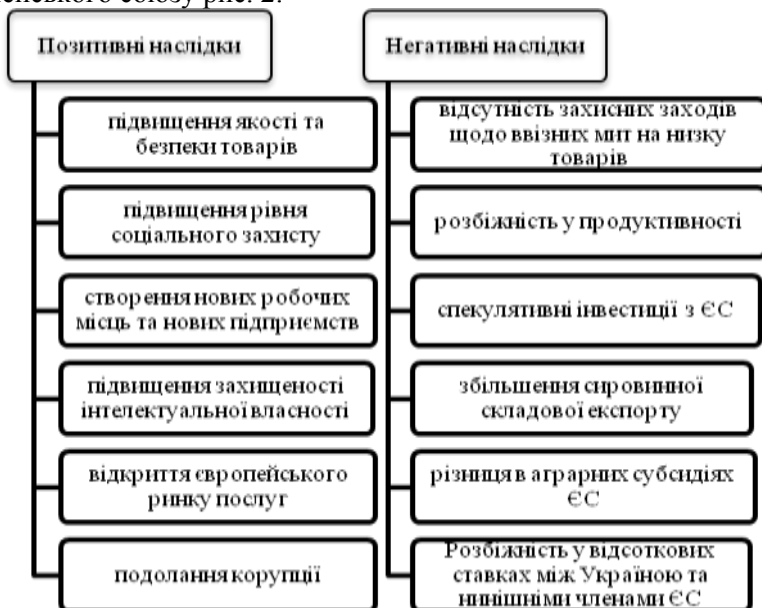 союзу рис. 2.
Позитивні наслідки
підвищення якості та
безпеки товарів
підвищення рівня
соціального захисту
створення нових робочих
місць та нових підприємств
підвищення захищеності
інтелектуальної власності
відкриття європейського
ринку послуг
подолання корупції
Негативні наслідки
відсутність захисних заходів
щодо ввізних мит на низку
товарів
розбіжність у продуктивності
спекулятивні інвестиції з ЄС
збільшення сировинної
складової експорту
різниця в аграрних субсидіях
ЄС
Розбіжність у відсоткових
ставках між Україною та
нинішніми членами ЄС